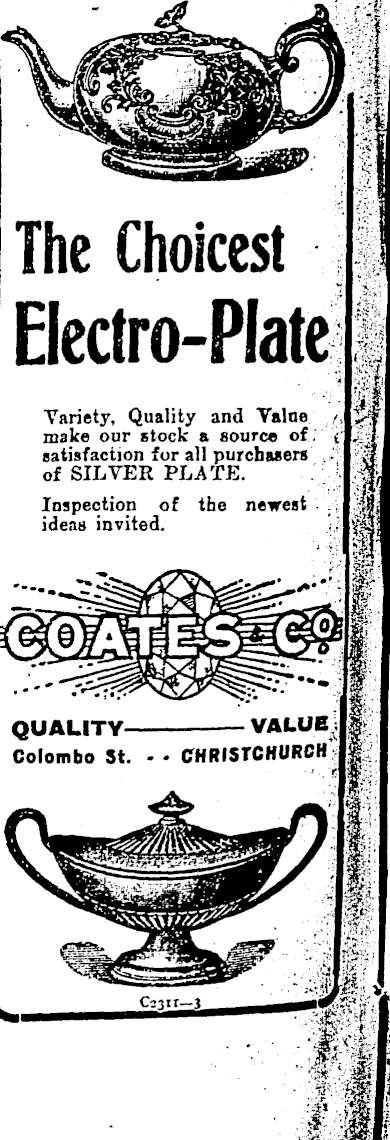 The Choicest
Electro-Plate
Variety, Quality and Value
make our stock a source of
satisfaction for all purchasers
of SILVER PLATE.
Inspection of the newest
ideas invited.
COATES & Co.
QUALITY—VALUE
Colombo St. - - CHRISTCHURCH
C2311—3